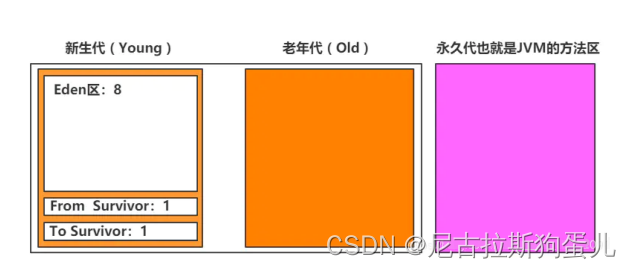 新生代（Young）
老年代（Old）
永久代也就是JVM的方法区
Eden区：8
From Survivor：1
To Survivor：1
CSDN @尼古拉斯狗蛋儿